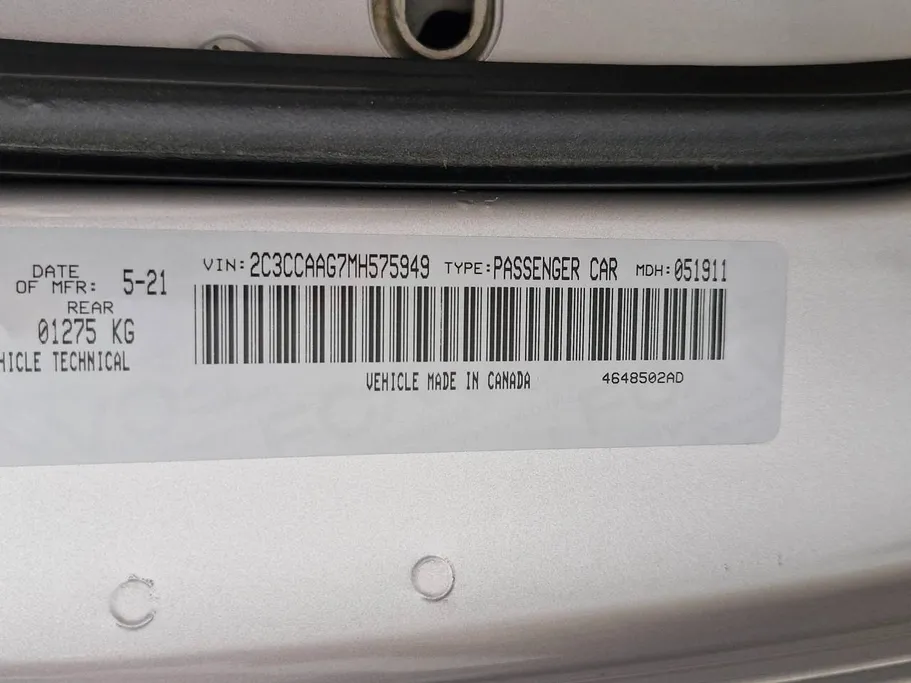 DATE
OF MFR: 5-21
REAR
01275 KG
HICLE TECHNICAL
VIN:2C3CCAAG7MH575949 TYPE:PASSENGER CAR MDH:051911
VEHICLE MADE IN CANADA 4648502AD